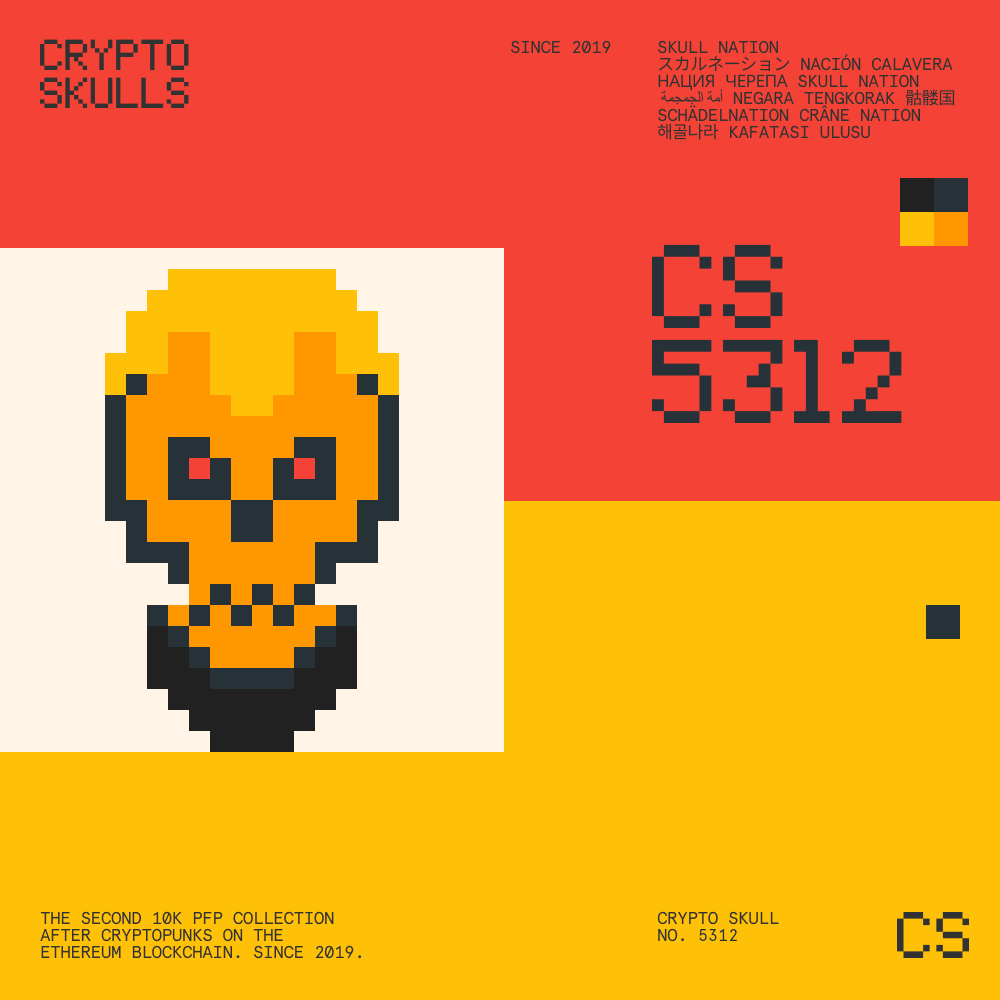 CRYPTO
SKULLS
SINCE 2019
SKULL NATION
スカルネーション NACIÓN CALAVERA
НАЦИЯ ЧЕРЕПА SKULL NATION
أمة الجمجمة NEGARA TENGKORAK 骷髅国
SCHÄDELNATION CRÂNE NATION
해골나라 KAFATASI ULUSU
CS
5312
THE SECOND 10K PFP COLLECTION
AFTER CRYPTOPUNKS ON THE
ETHEREUM BLOCKCHAIN. SINCE 2019.
CRYPTO SKULL
NO. 5312
CS